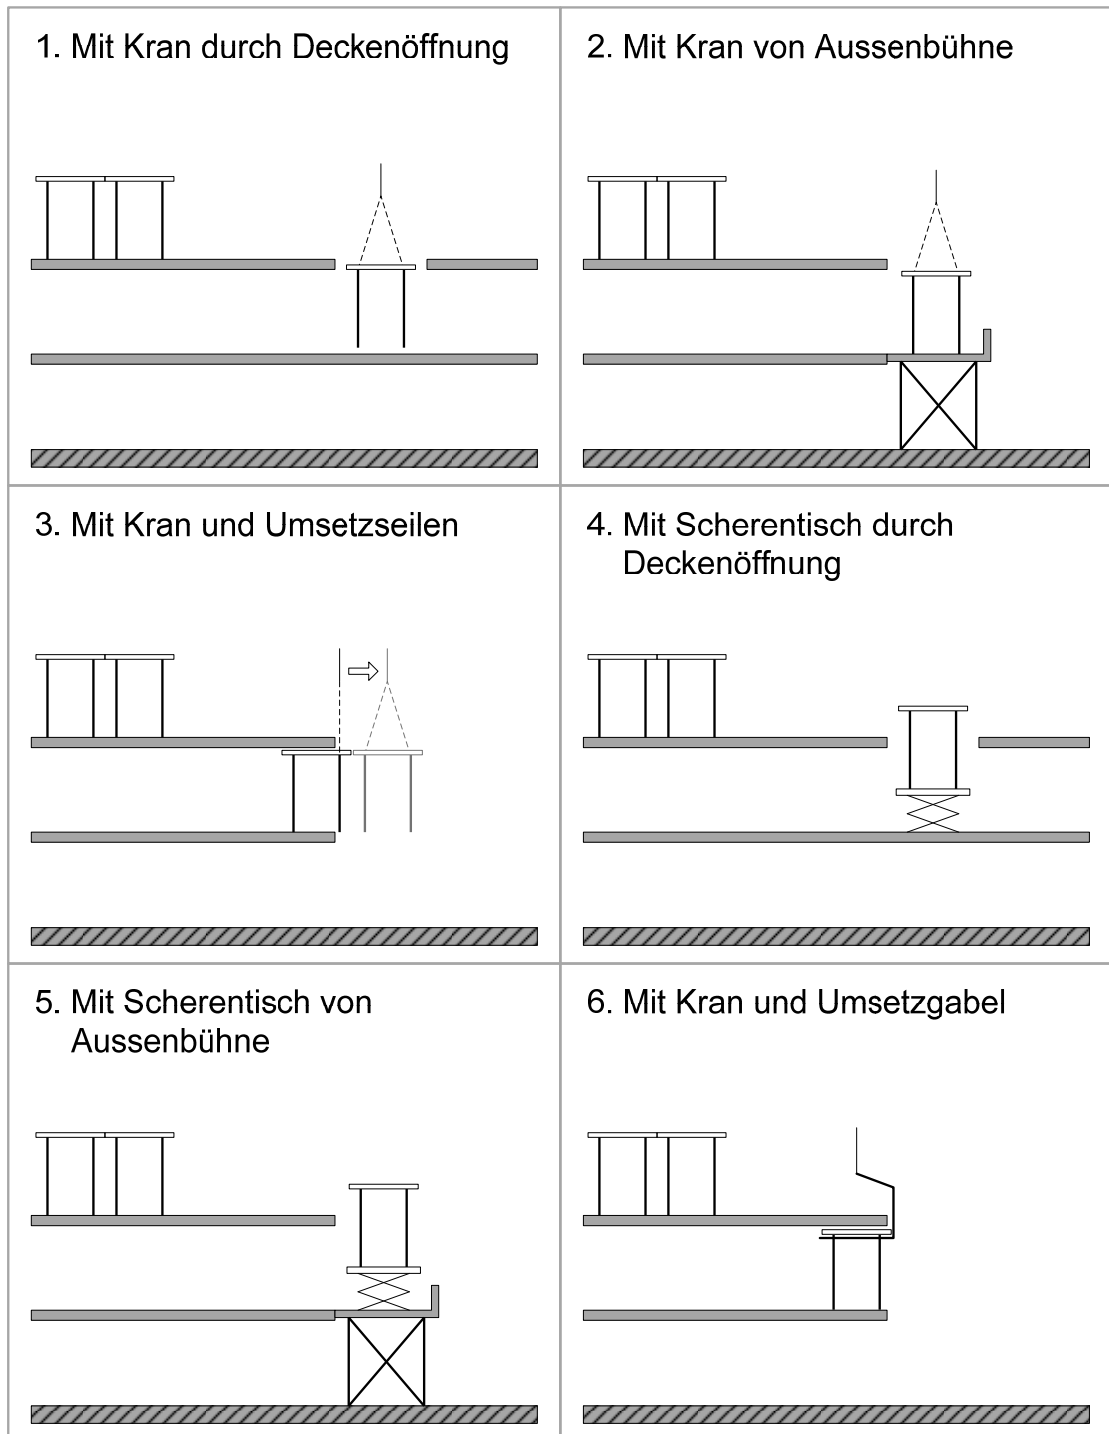 1. Mit Kran durch Deckenöffnung
2. Mit Kran von Aussenbühne
3. Mit Kran und Umsetzseilen
4. Mit Scherentisch durch
Deckenöffnung
5. Mit Scherentisch von
Aussenbühne
6. Mit Kran und Umsetzgabel